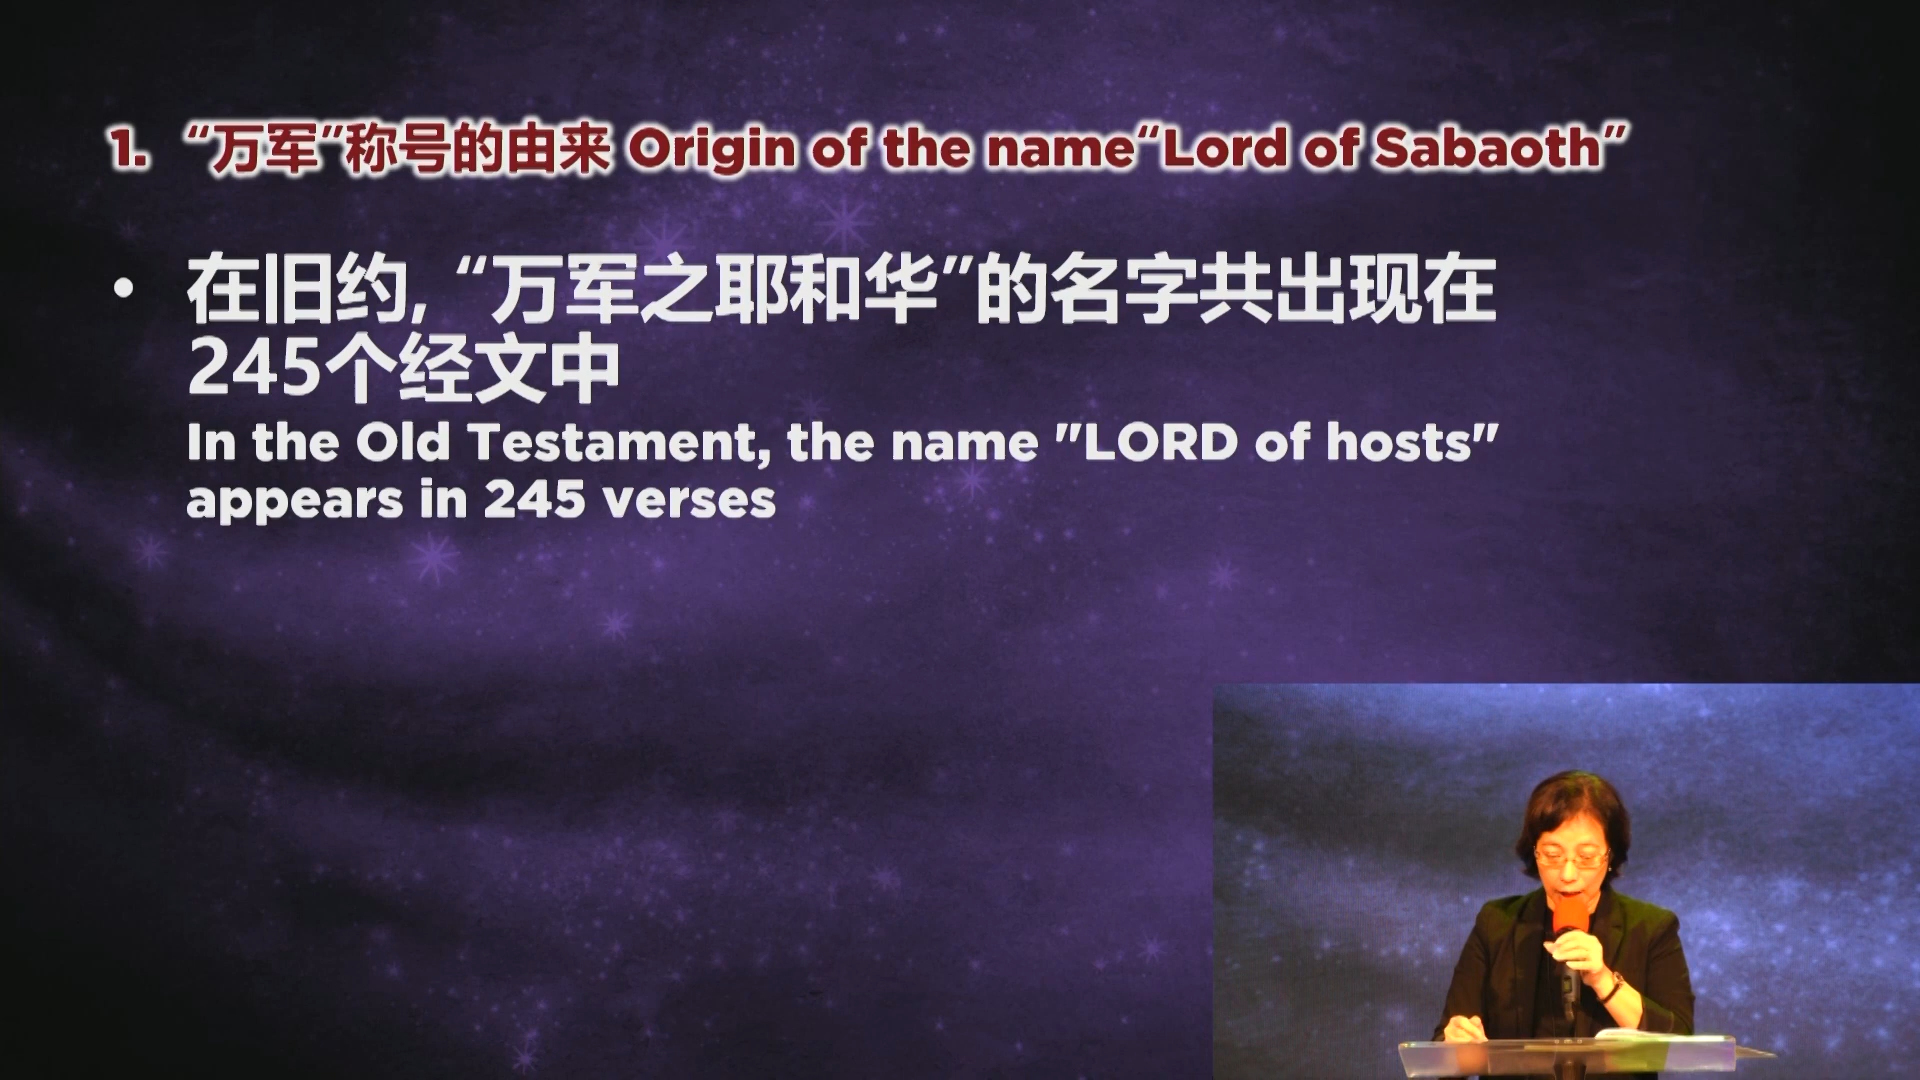 1. “万军”称号的由来 Origin of the name“Lord of Sabaoth”
• 在旧约, “万军之耶和华”的名字共出现在
245个经文中
In the Old Testament, the name "LORD of hosts"
appears in 245 verses